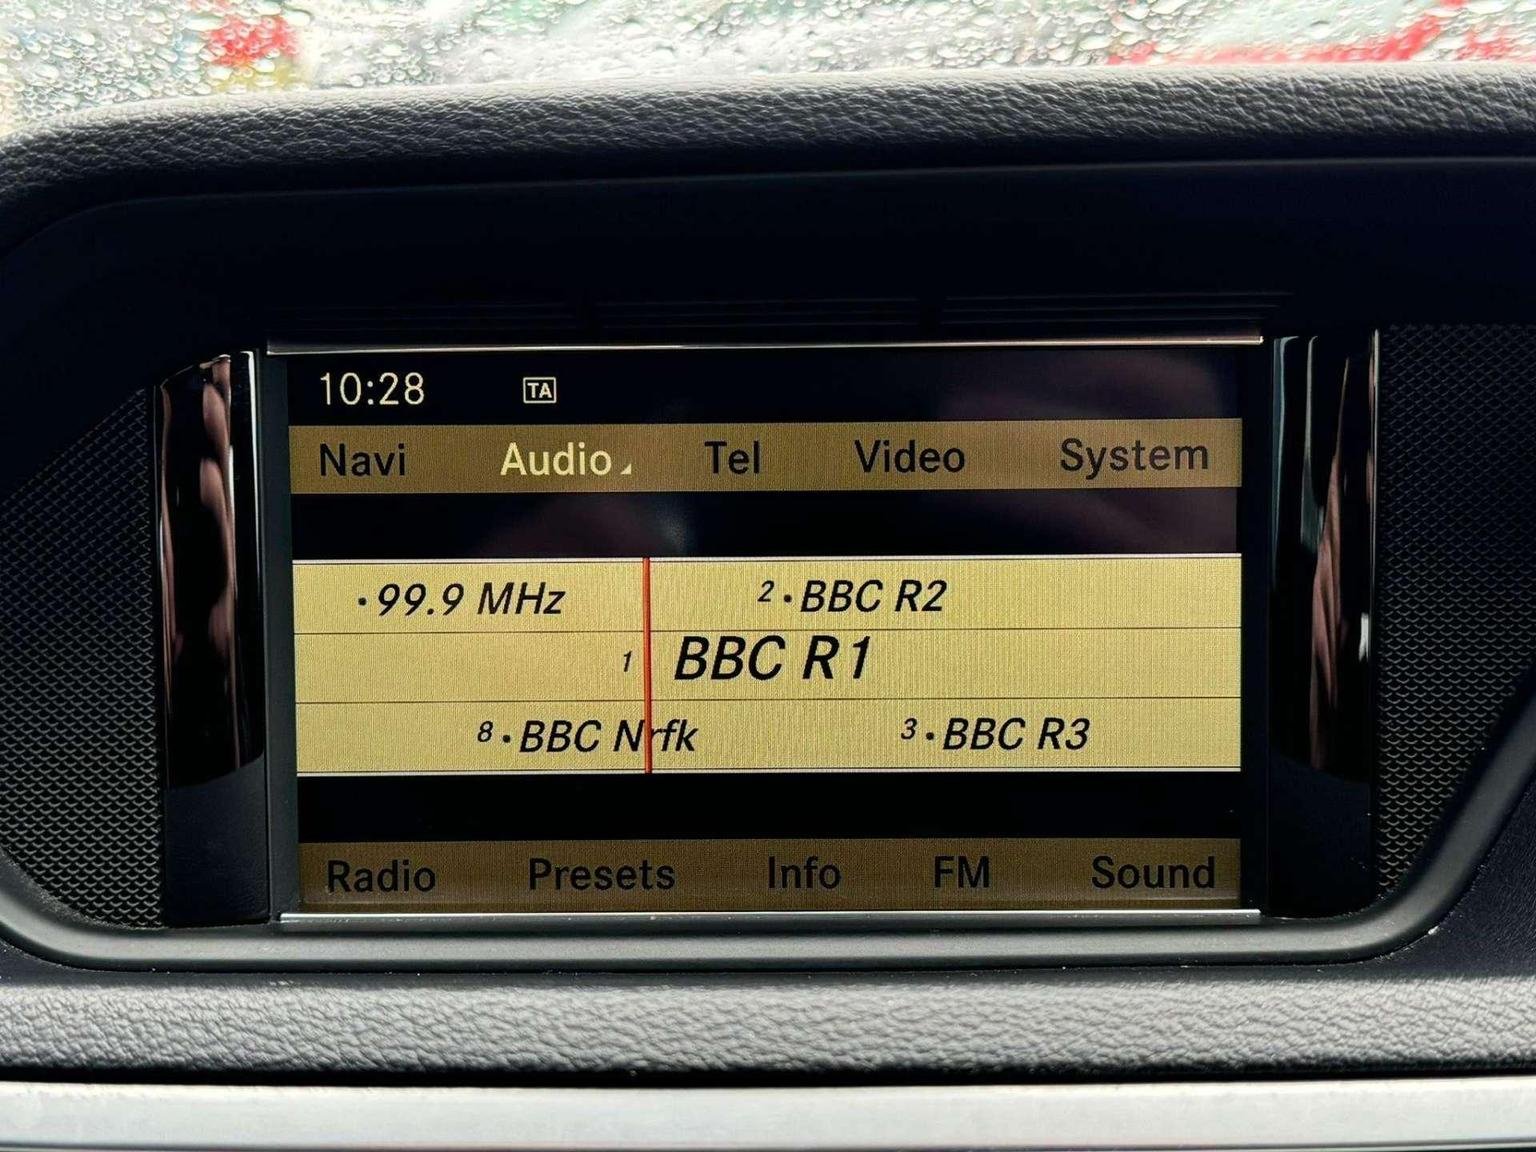 10:28 TA
Navi Audio Tel Video System
· 99.9 MHz 2 · BBC R2
1 BBC R1
8 · BBC Nrfk 3 · BBC R3
Radio Presets Info FM Sound